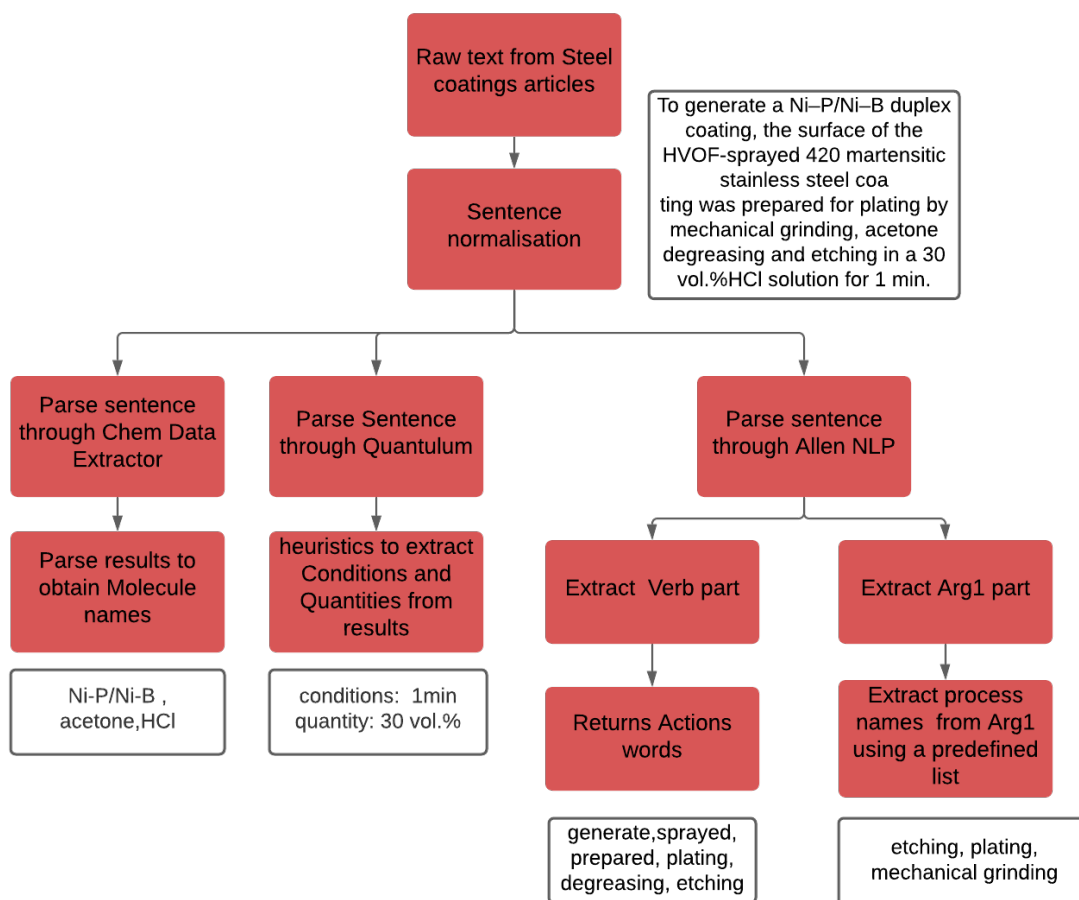 Raw text from Steel
coatings articles
To generate a Ni–P/Ni–B duplex
coating, the surface of the
HVOF-sprayed 420 martensitic
stainless steel coa
ting was prepared for plating by
mechanical grinding, acetone
degreasing and etching in a 30
vol.%HCl solution for 1 min.
Sentence
normalisation
Parse sentence
through Chem Data
Extractor
Parse Sentence
through Quantulum
Parse sentence
through Allen NLP
Parse results to
obtain Molecule
names
heuristics to extract
Conditions and
Quantities from
results
Extract Verb part
Extract Arg1 part
Ni-P/Ni-B ,
acetone,HCl
conditions: 1min
quantity: 30 vol.%
Returns Actions
words
Extract process
names from Arg1
using a predefined
list
generate,sprayed,
prepared, plating,
degreasing, etching
etching, plating,
mechanical grinding